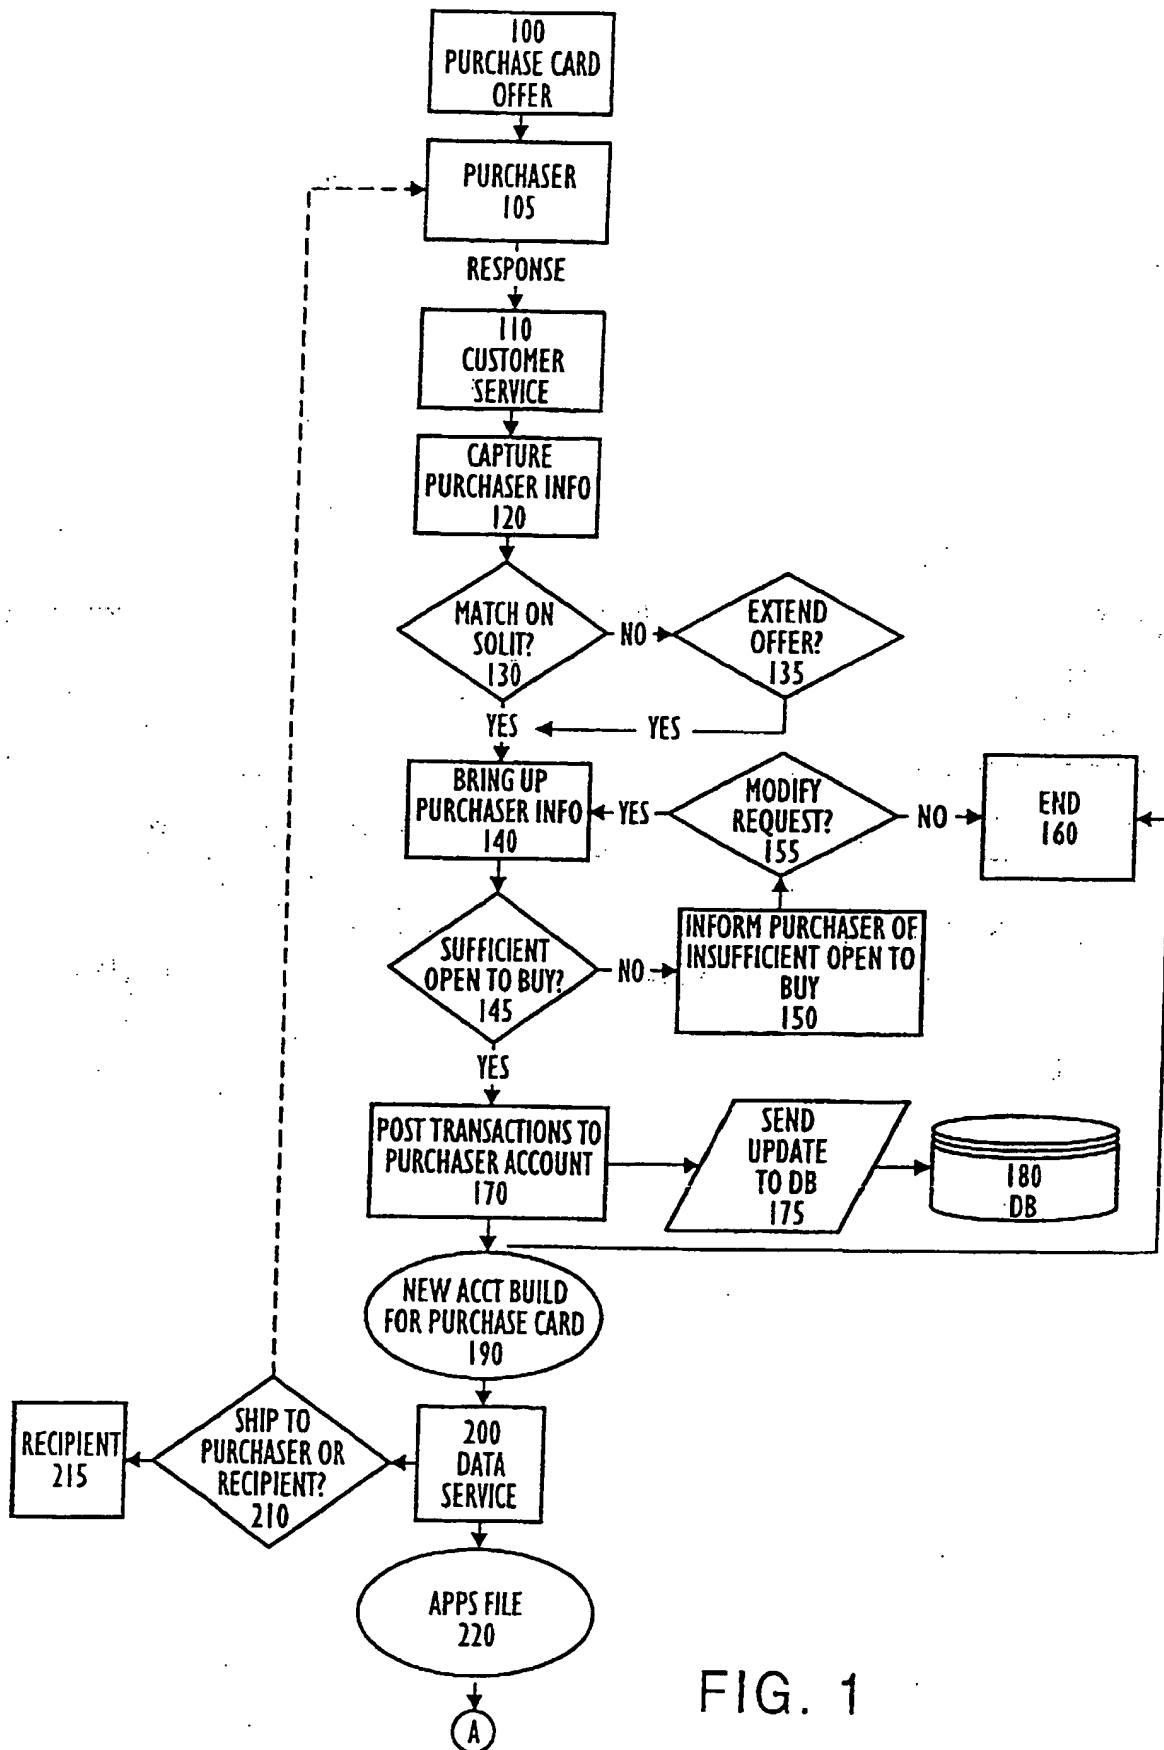 100
PURCHASE CARD
OFFER
PURCHASER
105
RESPONSE
110
CUSTOMER
SERVICE
CAPTURE
PURCHASER INFO
120
MATCH ON
SOLIT?
130
NO
EXTEND
OFFER?
135
YES
YES
BRING UP
PURCHASER INFO
140
YES
MODIFY
REQUEST?
155
NO
END
160
SUFFICIENT
OPEN TO BUY?
145
NO
INFORM PURCHASER OF
INSUFFICIENT OPEN TO
BUY
150
YES
POST TRANSACTIONS TO
PURCHASER ACCOUNT
170
SEND
UPDATE
TO DB
175
180
DB
NEW ACCT BUILD
FOR PURCHASE CARD
190
RECIPIENT
215
SHIP TO
PURCHASER OR
RECIPIENT?
210
200
DATA
SERVICE
APPS FILE
220
A
FIG. 1